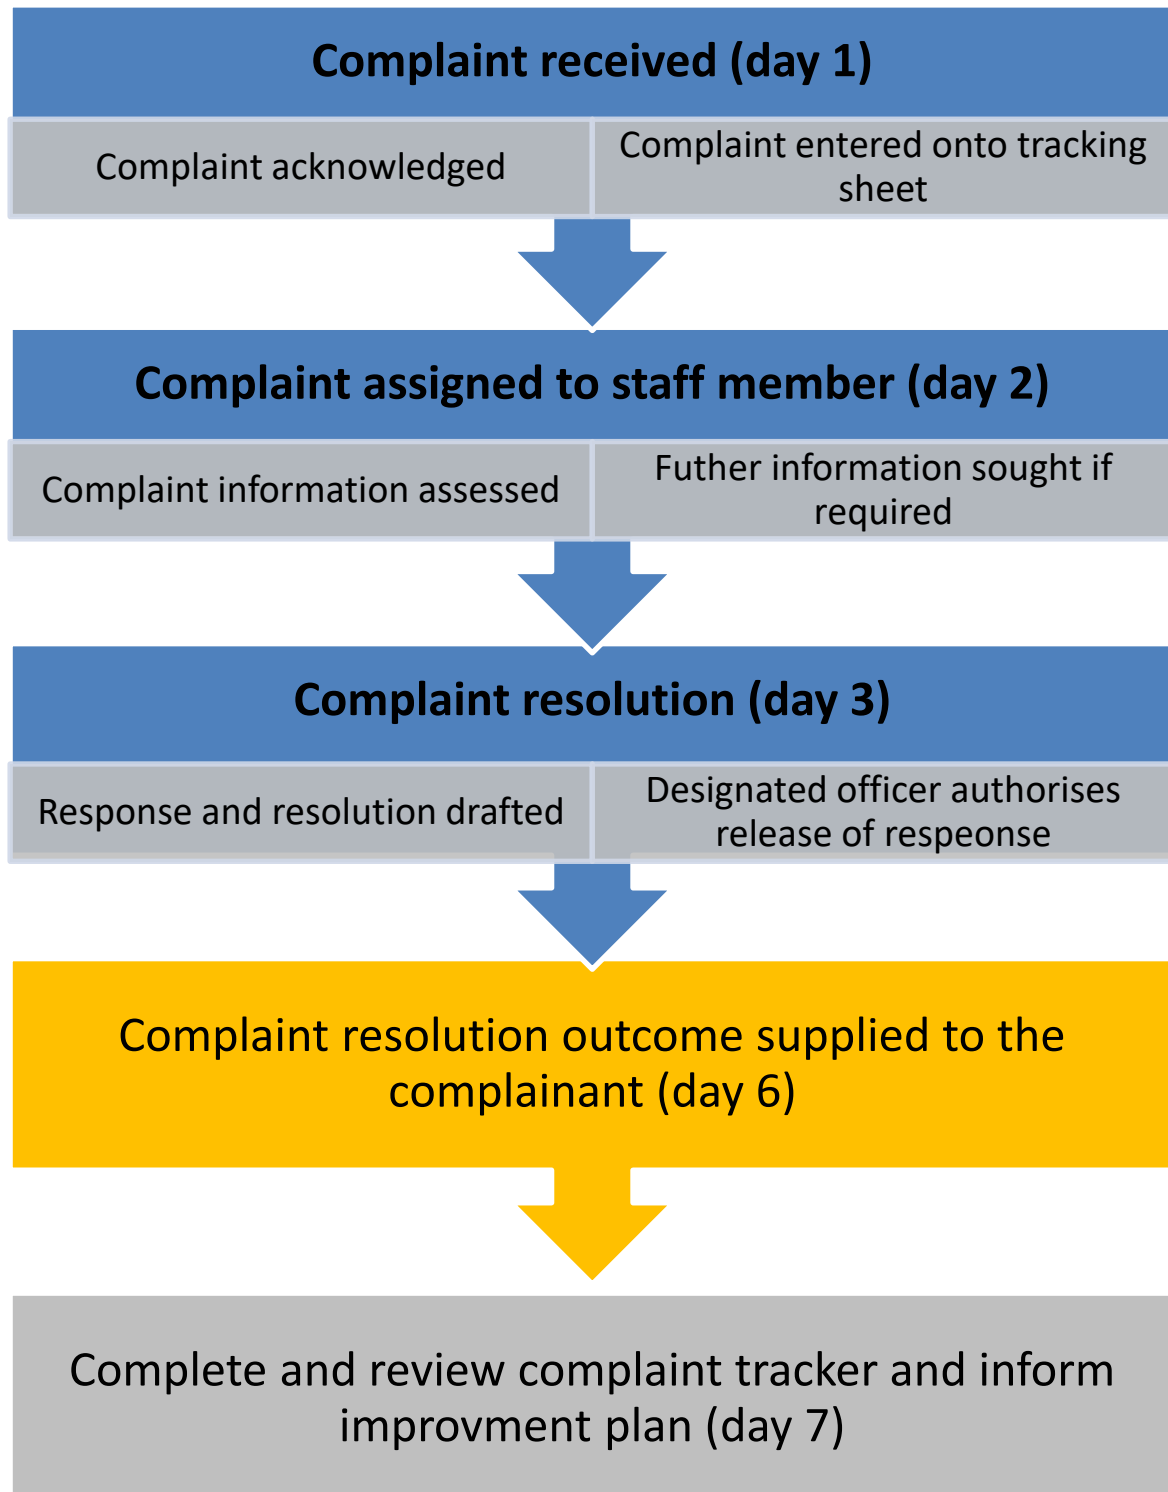 Complaint received (day 1)
Complaint acknowledged
Complaint entered onto tracking
sheet
Complaint assigned to staff member (day 2)
Complaint information assessed
Futher information sought if
required
Complaint resolution (day 3)
Response and resolution drafted
Designated officer authorises
release of respeonse
Complaint resolution outcome supplied to the
complainant (day 6)
Complete and review complaint tracker and inform
improvment plan (day 7)